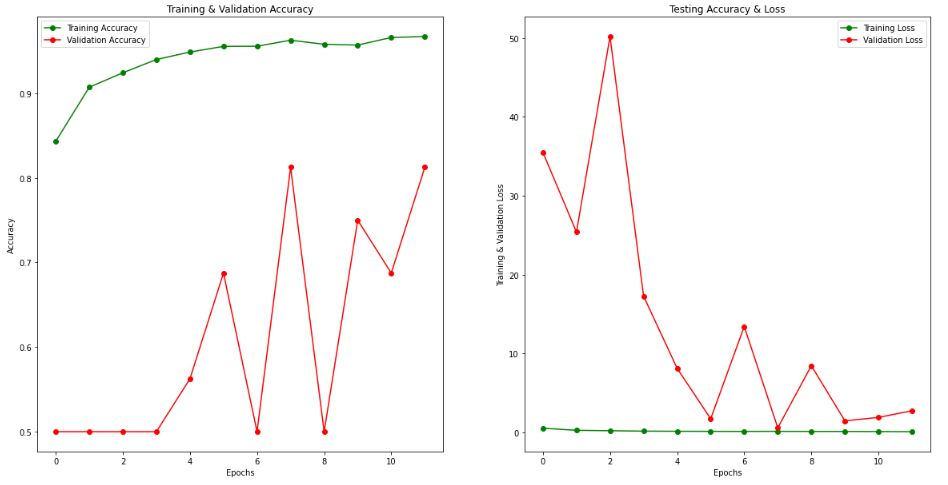 Training & Validation Accuracy
Training Accuracy
Validation Accuracy
0.9
0.8
0.7
0.6
0.5
Accuracy
0 2 4 6 8 10
Epochs
Testing Accuracy & Loss
Training Loss
Validation Loss
50
40
30
20
10
0
Training & Validation Loss
0 2 4 6 8 10
Epochs